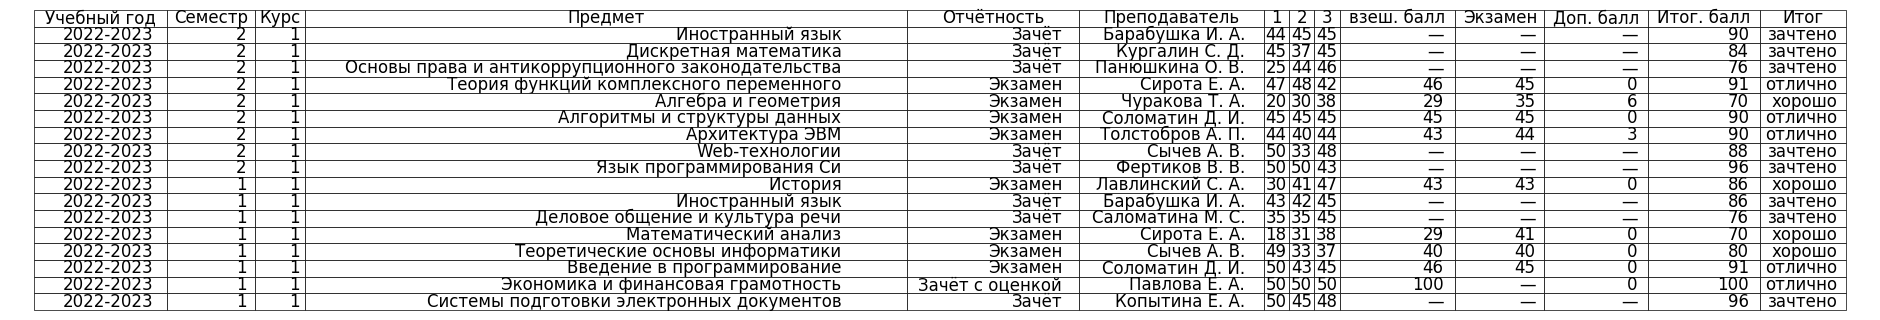 Учебный год Семестр Курс Предмет Отчётность Преподаватель 1 2 3 взеш. балл Экзамен Доп. балл Итог. балл Итог
2022-2023 2 1 Иностранный язык Зачёт Барабушка И. А. 44 45 45 — — — 90 зачтено
2022-2023 2 1 Дискретная математика Зачёт Кургалин С. Д. 45 37 45 — — — 84 зачтено
2022-2023 2 1 Основы права и антикоррупционного законодательства Зачёт Панюшкина О. В. 25 44 46 — — — 76 зачтено
2022-2023 2 1 Теория функций комплексного переменного Экзамен Сирота Е. А. 47 48 42 46 45 0 91 отлично
2022-2023 2 1 Алгебра и геометрия Экзамен Чуракова Т. А. 20 30 38 29 35 6 70 хорошо
2022-2023 2 1 Алгоритмы и структуры данных Экзамен Соломатин Д. И. 45 45 45 45 45 0 90 отлично
2022-2023 2 1 Архитектура ЭВМ Экзамен Толстобров А. П. 44 40 44 43 44 3 90 отлично
2022-2023 2 1 Web-технологии Зачёт Сычев А. В. 50 33 48 — — — 88 зачтено
2022-2023 2 1 Язык программирования Си Зачёт Фертиков В. В. 50 50 43 — — — 96 зачтено
2022-2023 1 1 История Экзамен Лавлинский С. А. 30 41 47 43 43 0 86 хорошо
2022-2023 1 1 Иностранный язык Зачёт Барабушка И. А. 43 42 45 — — — 86 зачтено
2022-2023 1 1 Деловое общение и культура речи Зачёт Саломатина М. С. 35 35 45 — — — 76 зачтено
2022-2023 1 1 Математический анализ Экзамен Сирота Е. А. 18 31 38 29 41 0 70 хорошо
2022-2023 1 1 Теоретические основы информатики Экзамен Сычев А. В. 49 33 37 40 40 0 80 хорошо
2022-2023 1 1 Введение в программирование Экзамен Соломатин Д. И. 50 43 45 46 45 0 91 отлично
2022-2023 1 1 Экономика и финансовая грамотность Зачёт с оценкой Павлова Е. А. 50 50 50 100 — 0 100 отлично
2022-2023 1 1 Системы подготовки электронных документов Зачёт Копытина Е. А. 50 45 48 — — — 96 зачтено